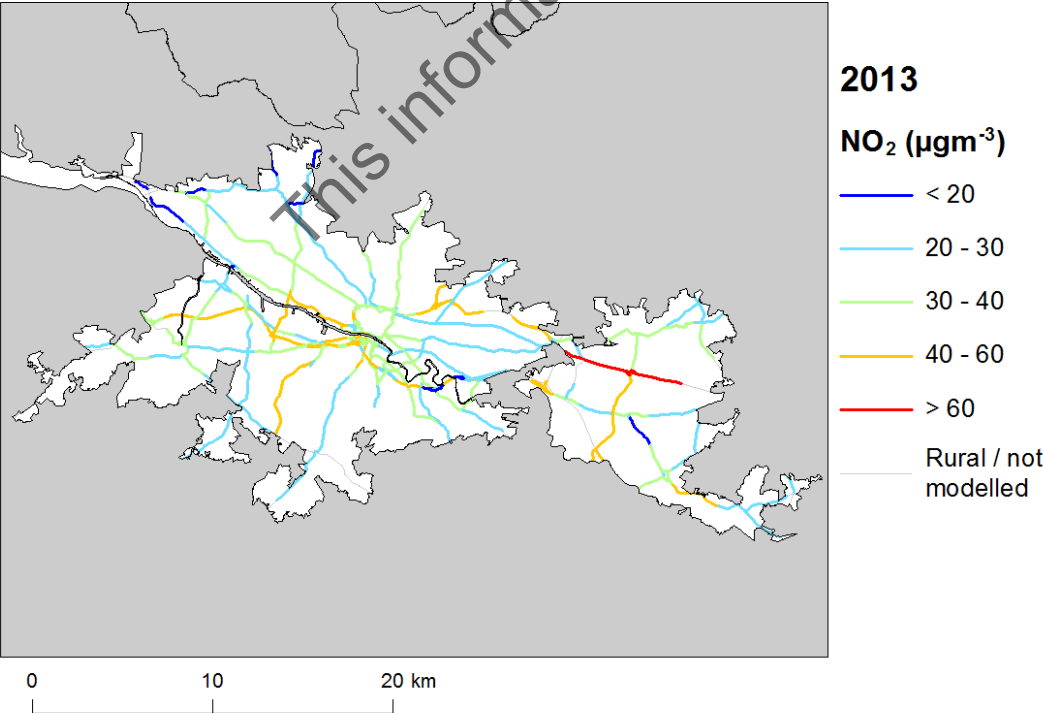 This informa
2013
NO₂ (µgm⁻³)
< 20
20 - 30
30 - 40
40 - 60
> 60
Rural / not
modelled
0 10 20 km